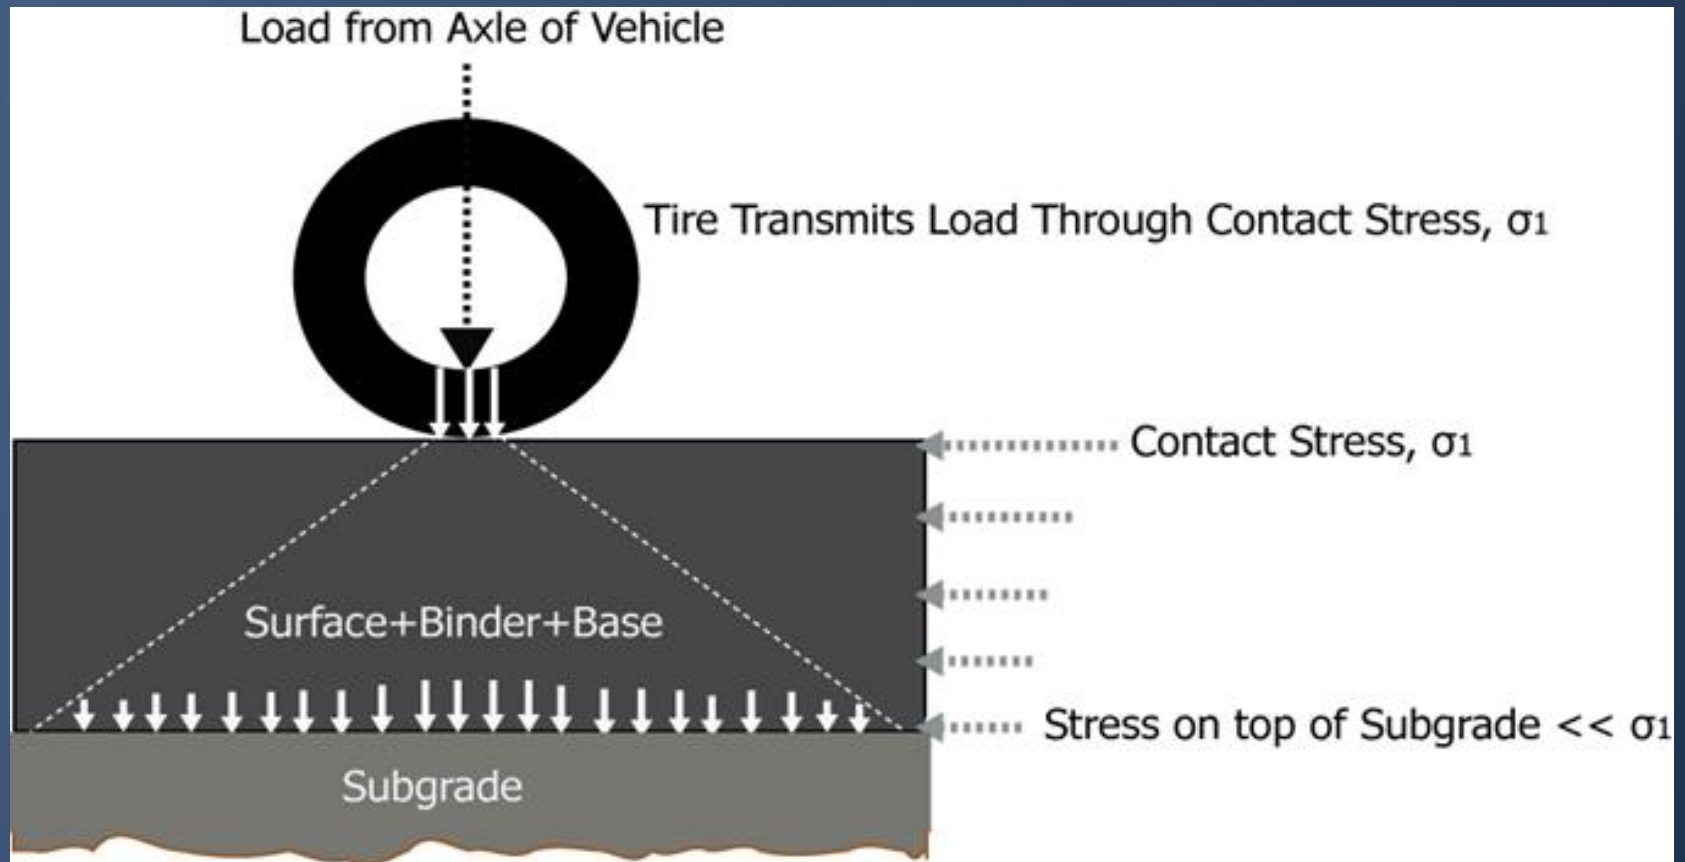 Load from Axle of Vehicle
Tire Transmits Load Through Contact Stress, σ1
Contact Stress, σ1
Surface+Binder+Base
Stress on top of Subgrade << σ1
Subgrade